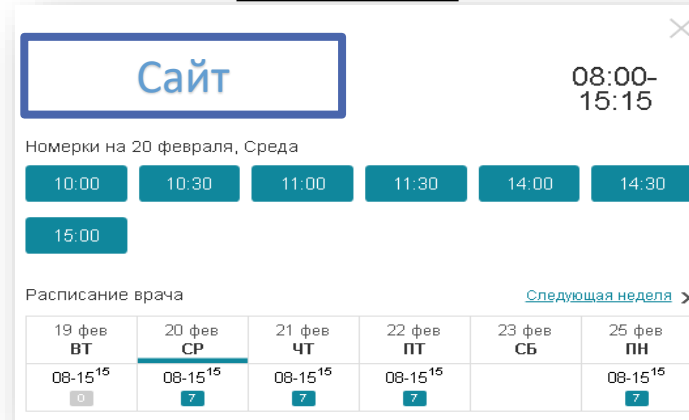 Сайт
08:00-
15:15
Номерки на 20 февраля, Среда
10:00 10:30 11:00 11:30 14:00 14:30
15:00
Расписание врача Следующая неделя
19 фев 20 фев 21 фев 22 фев 23 фев 25 фев
ВТ СР ЧТ ПТ СБ ПН
08-15¹⁵ 08-15¹⁵ 08-15¹⁵ 08-15¹⁵ 08-15¹⁵
0 7 7 7 7